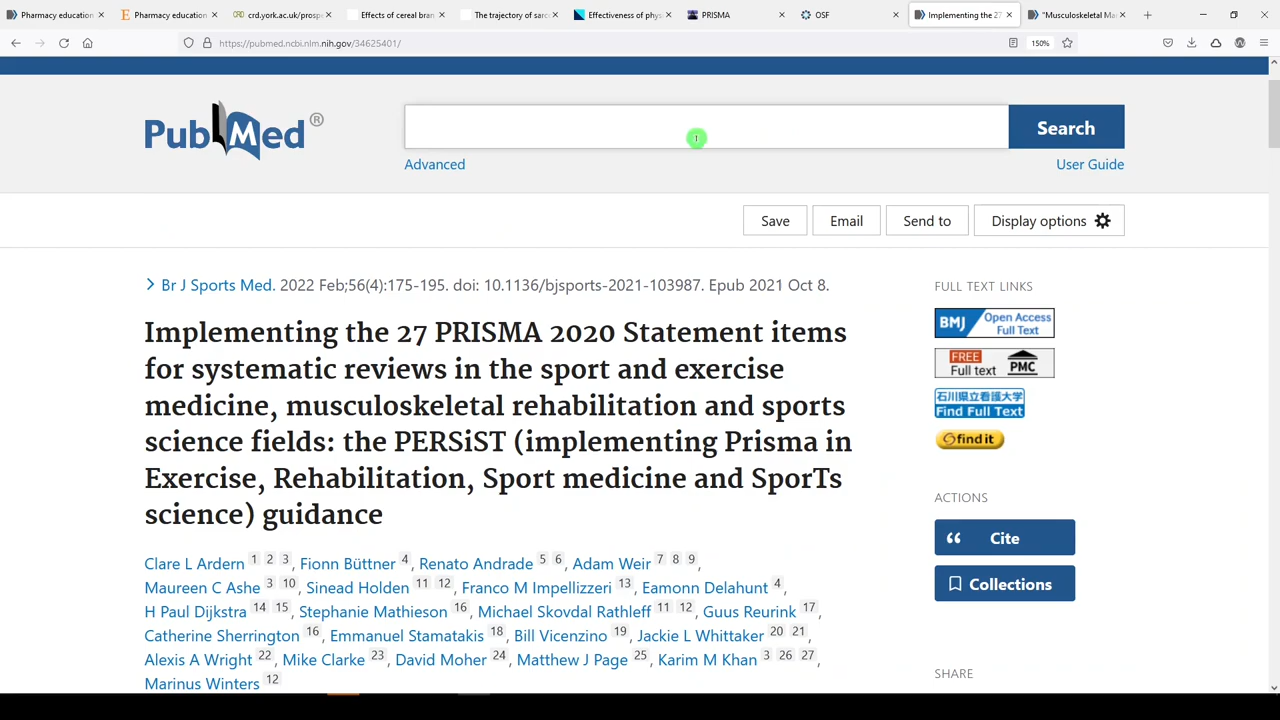 Pharmacy education
Pharmacy educatio
crd.york.ac.uk/prospe
Effects of cereal bra
The trajectory of sarc
Effectiveness of physi
PRISMA
OSF
Implementing the 27
"Musculoskeletal Ma
https://pubmed.ncbi.nlm.nih.gov/34625401/
150%
PubMed®
Search
Advanced
User Guide
Save
Email
Send to
Display options
Br J Sports Med. 2022 Feb;56(4):175-195. doi: 10.1136/bjsports-2021-103987. Epub 2021 Oct 8.
Implementing the 27 PRISMA 2020 Statement items
for systematic reviews in the sport and exercise
medicine, musculoskeletal rehabilitation and sports
science fields: the PERSiST (implementing Prisma in
Exercise, Rehabilitation, Sport medicine and SporTs
science) guidance
Clare L Ardern 1 2 3, Fionn Büttner 4, Renato Andrade 5 6, Adam Weir 7 8 9,
Maureen C Ashe 3 10, Sinead Holden 11 12, Franco M Impellizzeri 13, Eamonn Delahunt 4,
H Paul Dijkstra 14 15, Stephanie Mathieson 16, Michael Skovdal Rathleff 11 12, Guus Reurink 17,
Catherine Sherrington 16, Emmanuel Stamatakis 18, Bill Vicenzino 19, Jackie L Whittaker 20 21,
Alexis A Wright 22, Mike Clarke 23, David Moher 24, Matthew J Page 25, Karim M Khan 3 26 27,
Marinus Winters 12
FULL TEXT LINKS
BMJ Open Access
Full Text
FREE
Full text PMC
石川県立看護大学
Find Full Text
find it
ACTIONS
Cite
Collections
SHARE